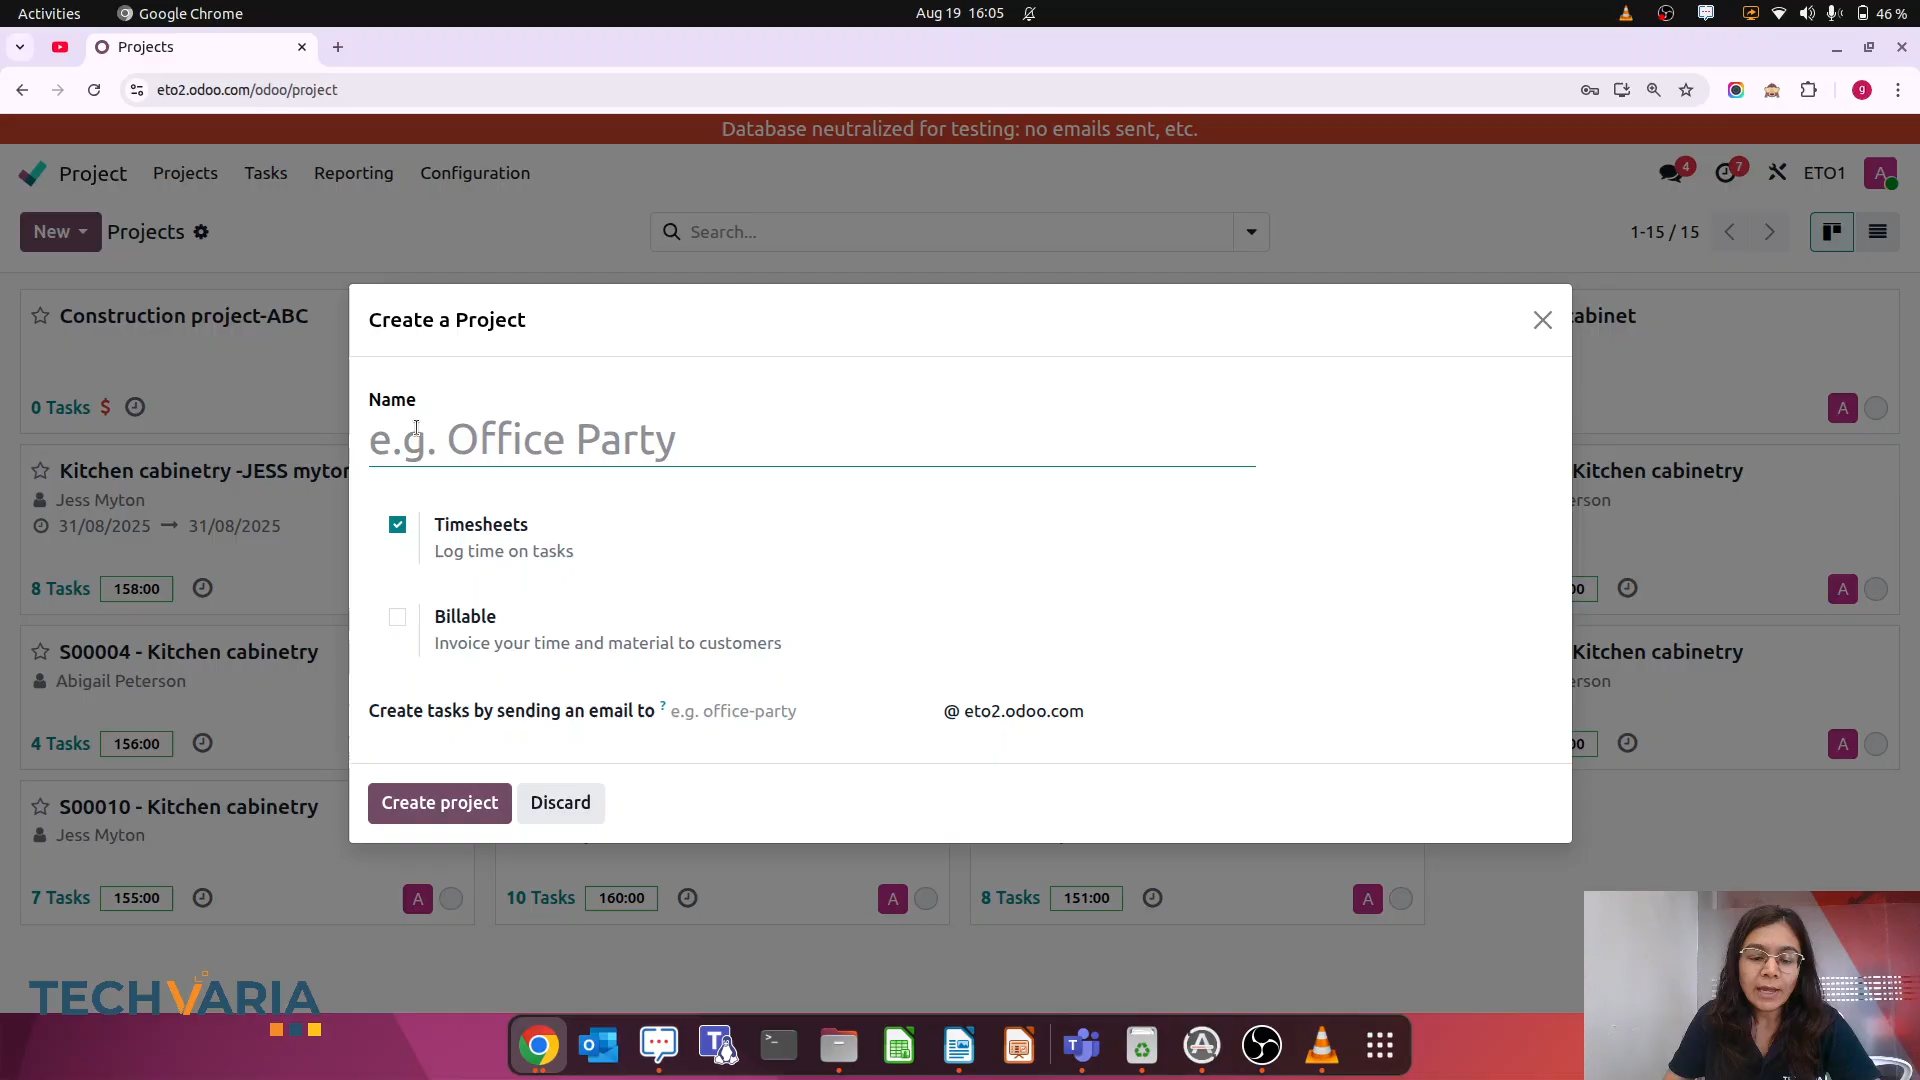 Activities
Google Chrome
Aug 19 16:05
46 %
Projects
eto2.odoo.com/odoo/project
g
Database neutralized for testing: no emails sent, etc.
Project
Projects
Tasks
Reporting
Configuration
4
7
ETO1
A
New
Projects
Search...
1-15 / 15
Construction project-ABC
0 Tasks $
A
Kitchen cabinetry -JESS
Jess Myton
31/08/2025 → 31/08/2025
8 Tasks 158:00
Kitchen cabinetry
A
S00004 - Kitchen cabinetry
Abigail Peterson
4 Tasks 156:00
Kitchen cabinetry
A
S00010 - Kitchen cabinetry
Jess Myton
7 Tasks 155:00
A
10 Tasks 160:00
A
8 Tasks 151:00
A
Create a Project
Name
e.g. Office Party
Timesheets
Log time on tasks
Billable
Invoice your time and material to customers
Create tasks by sending an email to ? e.g. office-party @ eto2.odoo.com
Create project
Discard
TECHVARIA